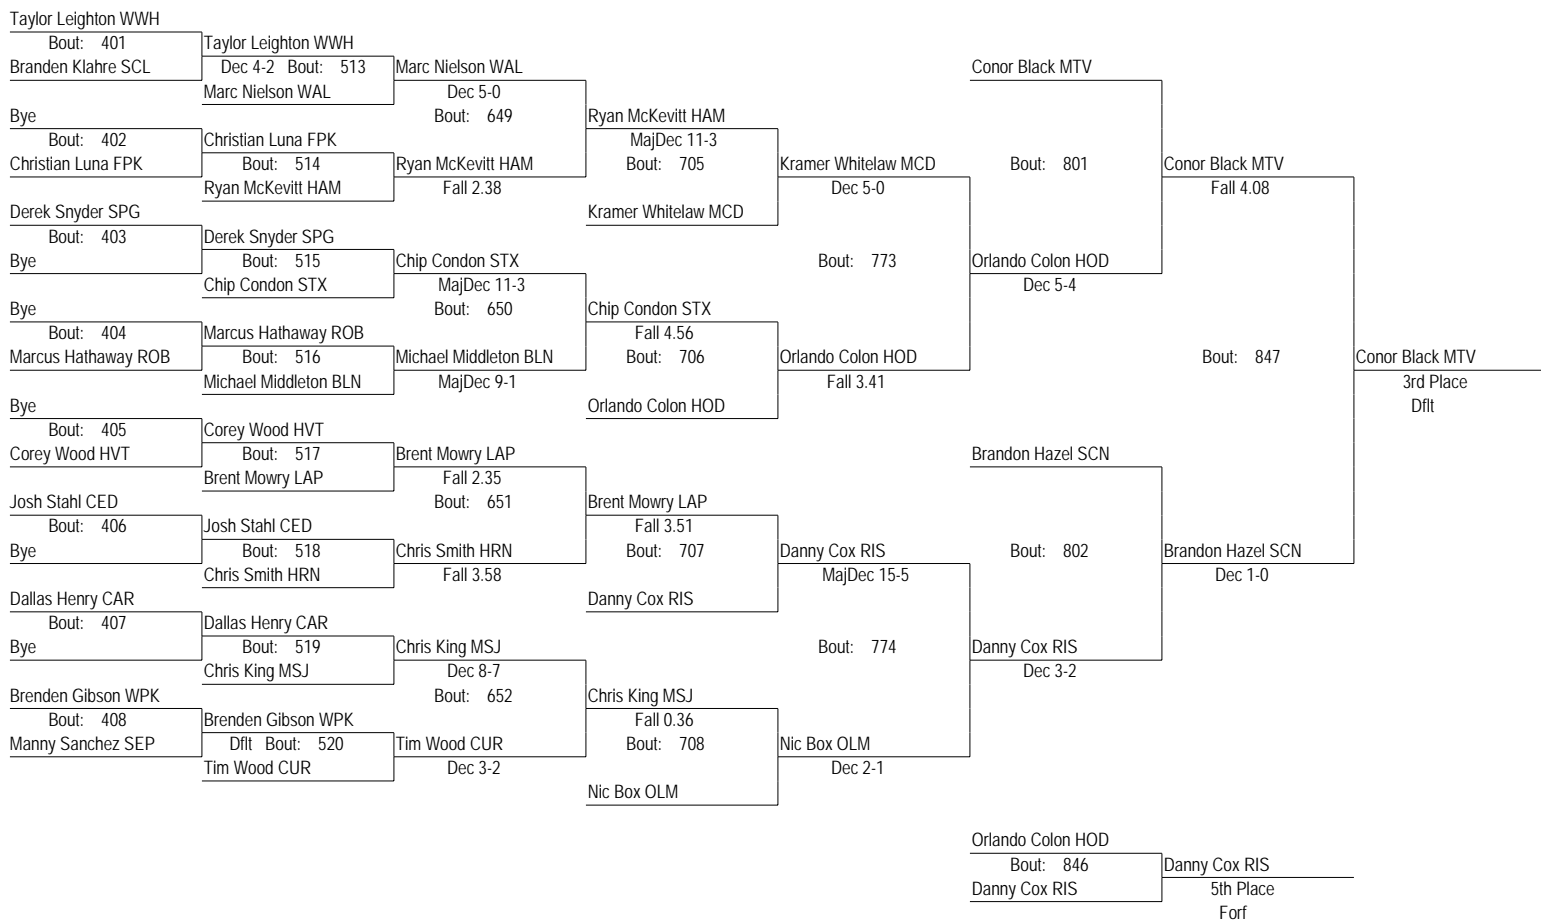 Taylor Leighton WWH
Bout: 401 Taylor Leighton WWH
Branden Klahre SCL Dec 4-2 Bout: 513 Marc Nielson WAL Conor Black MTV
Marc Nielson WAL Dec 5-0
Bye Bout: 649 Ryan McKevitt HAM
Bout: 402 Christian Luna FPK MajDec 11-3
Christian Luna FPK Bout: 514 Ryan McKevitt HAM Bout: 705 Kramer Whitelaw MCD Bout: 801 Conor Black MTV
Ryan McKevitt HAM Fall 2.38 Dec 5-0 Fall 4.08
Derek Snyder SPG Kramer Whitelaw MCD
Bout: 403 Derek Snyder SPG
Bye Bout: 515 Chip Condon STX Bout: 773 Orlando Colon HOD
Chip Condon STX MajDec 11-3 Dec 5-4
Bye Bout: 650 Chip Condon STX
Bout: 404 Marcus Hathaway ROB Fall 4.56
Marcus Hathaway ROB Bout: 516 Michael Middleton BLN Bout: 706 Orlando Colon HOD Bout: 847 Conor Black MTV
Michael Middleton BLN MajDec 9-1 Fall 3.41 3rd Place
Bye Orlando Colon HOD Dflt
Bout: 405 Corey Wood HVT
Corey Wood HVT Bout: 517 Brent Mowry LAP Brandon Hazel SCN
Brent Mowry LAP Fall 2.35
Josh Stahl CED Bout: 651 Brent Mowry LAP
Bout: 406 Josh Stahl CED Fall 3.51
Bye Bout: 518 Chris Smith HRN Bout: 707 Danny Cox RIS Bout: 802 Brandon Hazel SCN
Chris Smith HRN Fall 3.58 MajDec 15-5 Dec 1-0
Dallas Henry CAR Danny Cox RIS
Bout: 407 Dallas Henry CAR
Bye Bout: 519 Chris King MSJ Bout: 774 Danny Cox RIS
Chris King MSJ Dec 8-7 Dec 3-2
Brenden Gibson WPK Bout: 652 Chris King MSJ
Bout: 408 Brenden Gibson WPK Fall 0.36
Manny Sanchez SEP Dflt Bout: 520 Tim Wood CUR Bout: 708 Nic Box OLM
Tim Wood CUR Dec 3-2 Dec 2-1
Nic Box OLM
Orlando Colon HOD
Bout: 846 Danny Cox RIS
Danny Cox RIS 5th Place
Forf